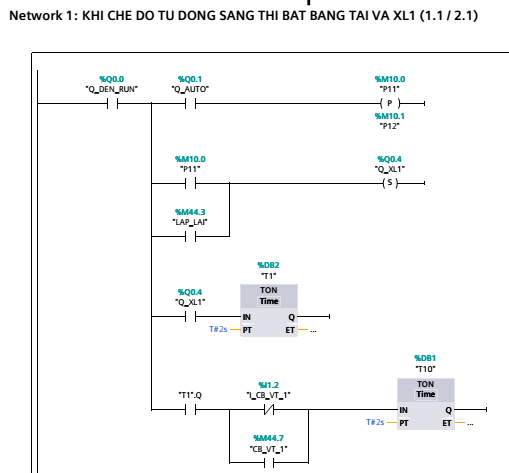 Network 1: KHI CHE DO TU DONG SANG THI BAT BANG TAI VA XL1 (1.1 / 2.1)
%Q0.0 %Q0.1 %M10.0
"Q_DEN_RUN" "Q_AUTO" "P11"
P
%M10.1
"P12"
%M10.0 %Q0.4
"P11" "Q_XL1"
S
%M44.3
"LAP_LAI"
%DB2
"T1"
%Q0.4 TON
"Q_XL1" Time
IN Q
T#2s PT ET ...
%DB1
"T10"
%I1.2 TON
"T1".Q "I_CB_VT_1" Time
IN Q
%M44.7 T#2s PT ET ...
"CB_VT_1"